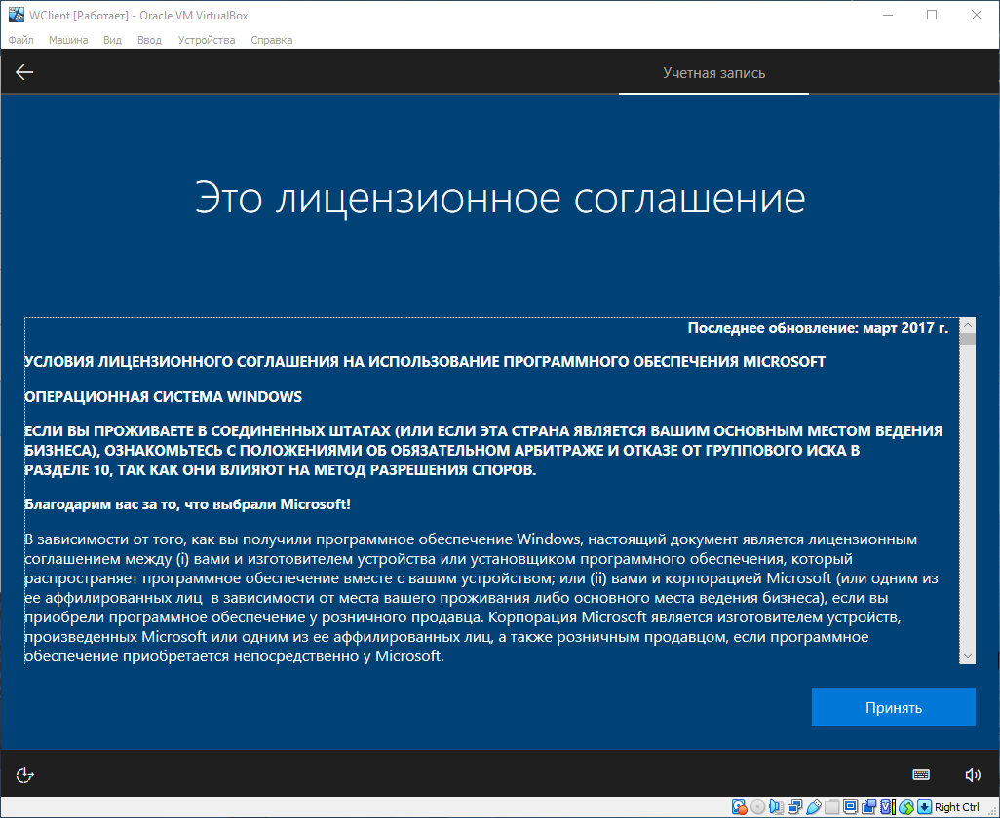 WClient [Работает] - Oracle VM VirtualBox
Файл Машина Вид Ввод Устройства Справка
Учетная запись
Это лицензионное соглашение
Последнее обновление: март 2017 г.
УСЛОВИЯ ЛИЦЕНЗИОННОГО СОГЛАШЕНИЯ НА ИСПОЛЬЗОВАНИЕ ПРОГРАММНОГО ОБЕСПЕЧЕНИЯ MICROSOFT
ОПЕРАЦИОННАЯ СИСТЕМА WINDOWS
ЕСЛИ ВЫ ПРОЖИВАЕТЕ В СОЕДИНЕННЫХ ШТАТАХ (ИЛИ ЕСЛИ ЭТА СТРАНА ЯВЛЯЕТСЯ ВАШИМ ОСНОВНЫМ МЕСТОМ ВЕДЕНИЯ
БИЗНЕСА), ОЗНАКОМЬТЕСЬ С ПОЛОЖЕНИЯМИ ОБ ОБЯЗАТЕЛЬНОМ АРБИТРАЖЕ И ОТКАЗЕ ОТ ГРУППОВОГО ИСКА В
РАЗДЕЛЕ 10, ТАК КАК ОНИ ВЛИЯЮТ НА МЕТОД РАЗРЕШЕНИЯ СПОРОВ.
Благодарим вас за то, что выбрали Microsoft!
В зависимости от того, как вы получили программное обеспечение Windows, настоящий документ является лицензионным
соглашением между (i) вами и изготовителем устройства или установщиком программного обеспечения, который
распространяет программное обеспечение вместе с вашим устройством; или (ii) вами и корпорацией Microsoft (или одним из
ее аффилированных лиц  в зависимости от места вашего проживания либо основного места ведения бизнеса), если вы
приобрели программное обеспечение у розничного продавца. Корпорация Microsoft является изготовителем устройств,
произведенных Microsoft или одним из ее аффилированных лиц, а также розничным продавцом, если программное
обеспечение приобретается непосредственно у Microsoft.
Принять
Right Ctrl